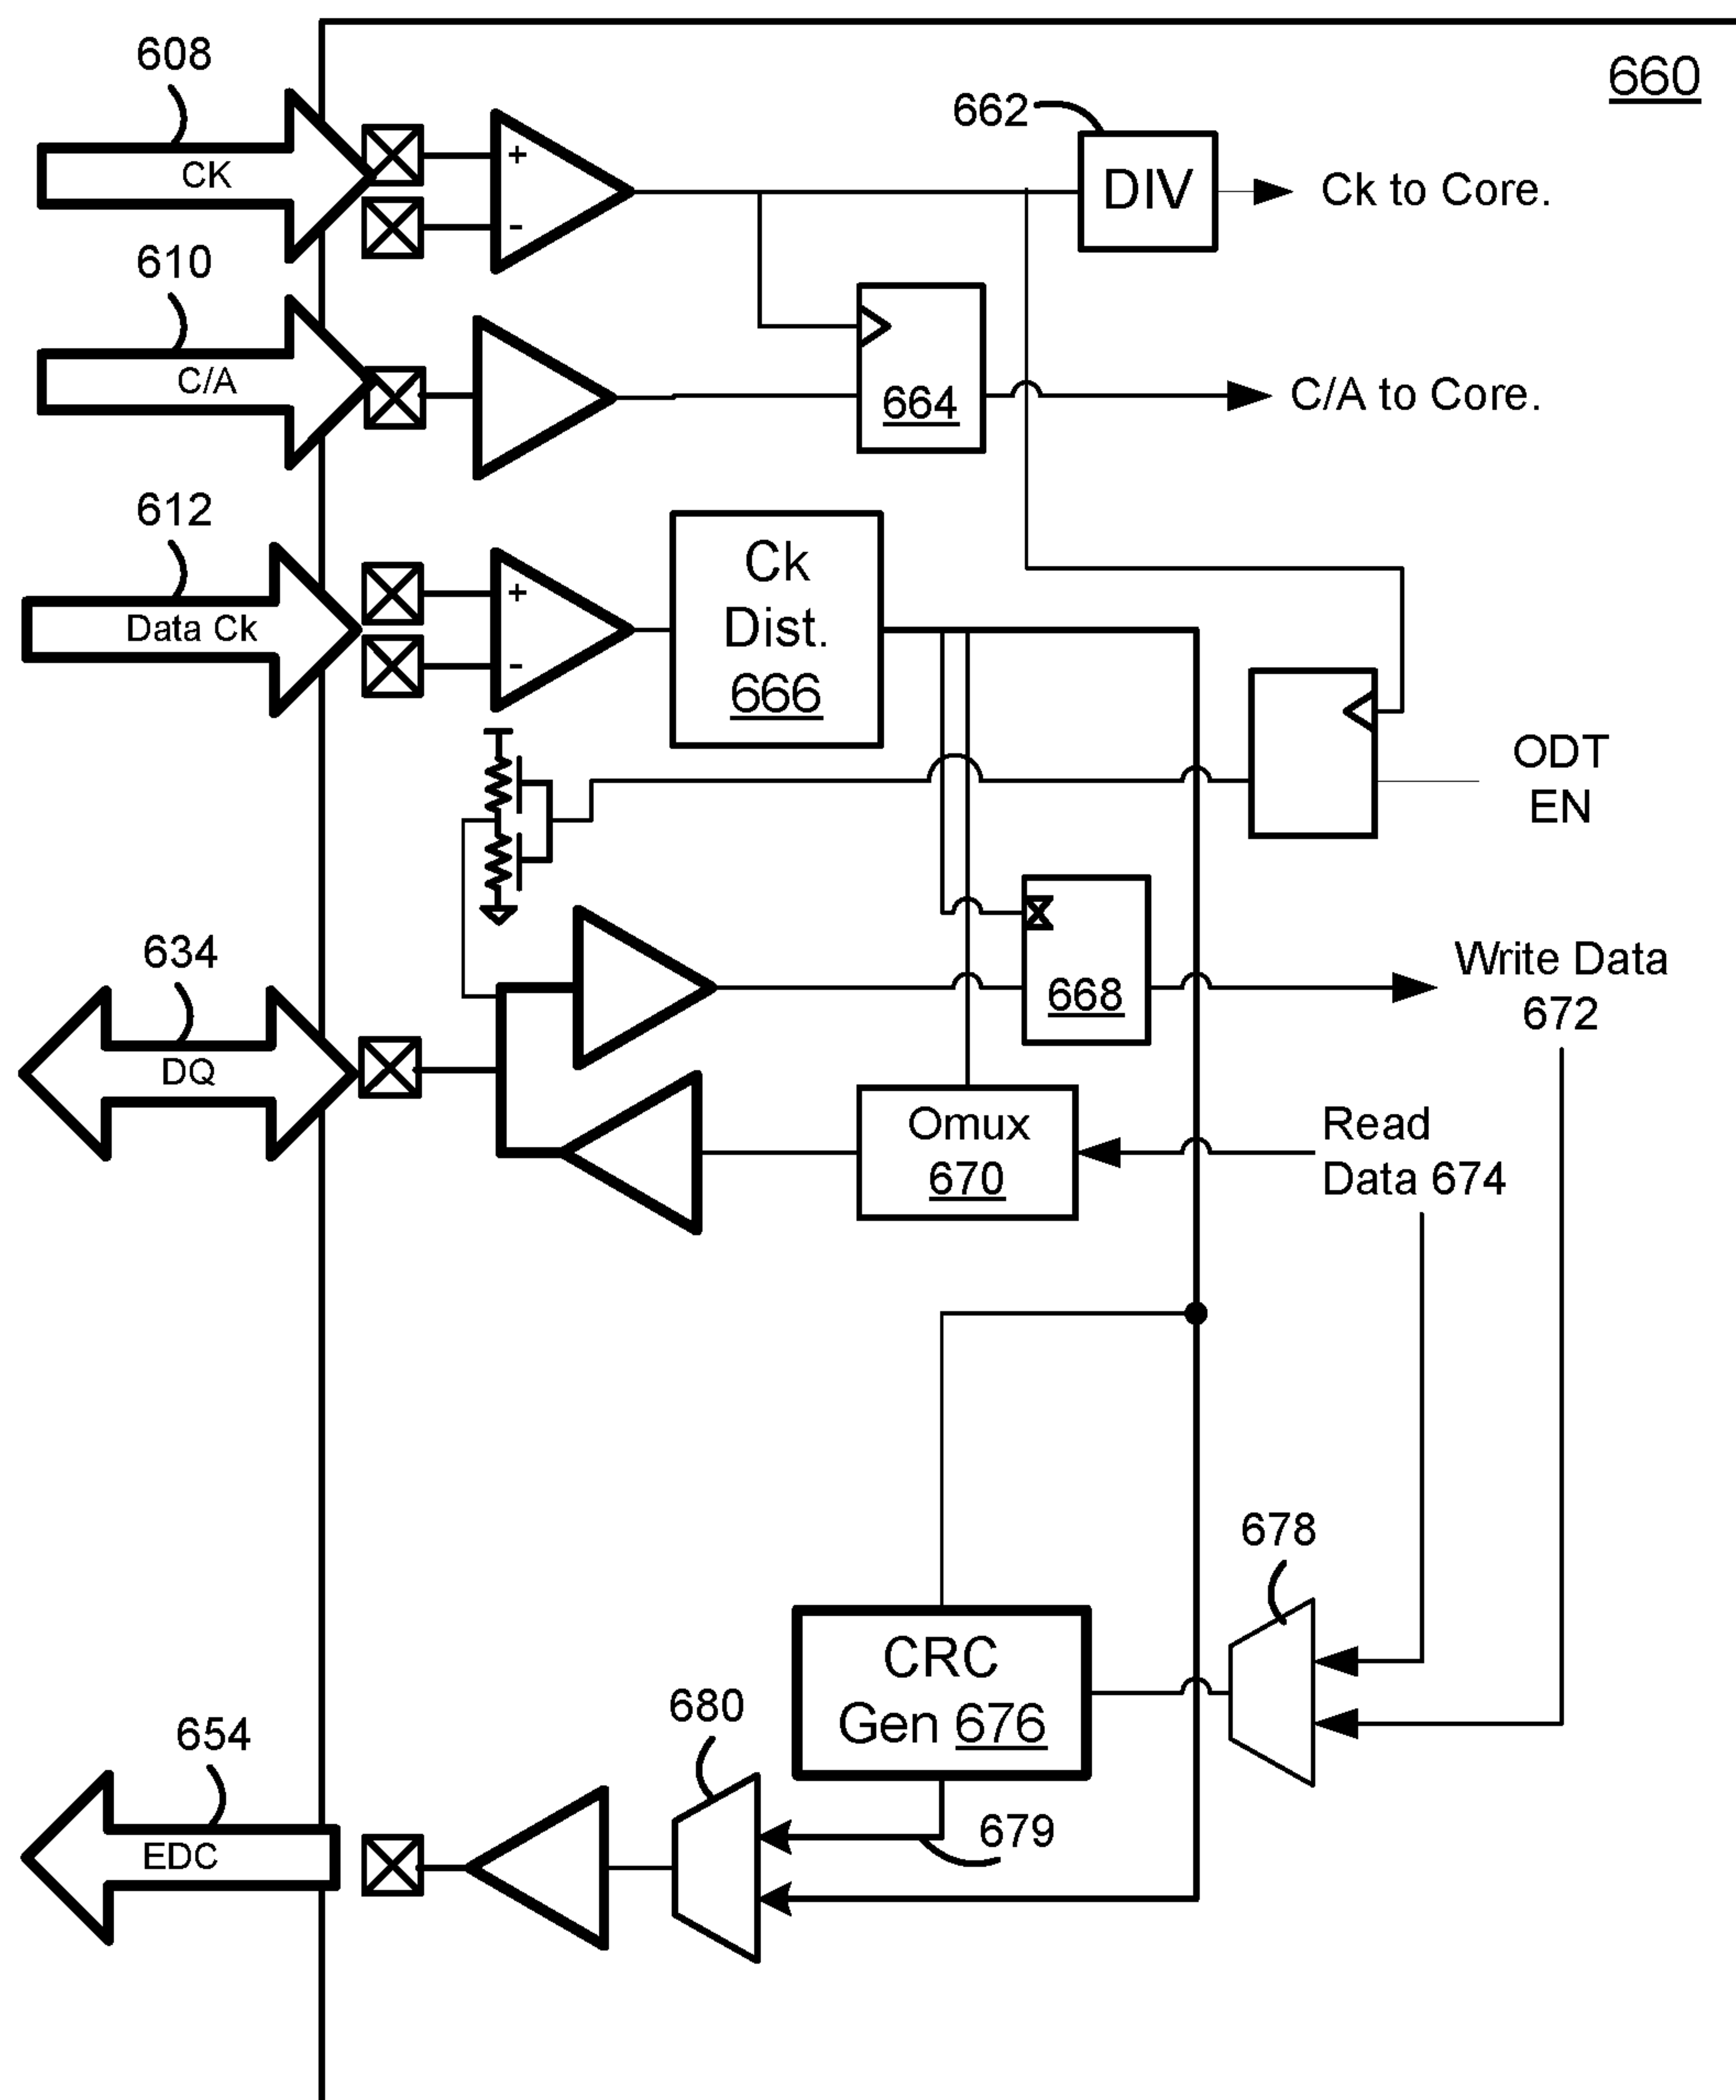 608
660
662
CK
+
-
DIV
Ck to Core.
610
C/A
664
C/A to Core.
612
Data Ck
+
-
Ck
Dist.
666
ODT
EN
634
DQ
668
Write Data
672
Omux
670
Read
Data 674
678
CRC
Gen 676
680
654
679
EDC